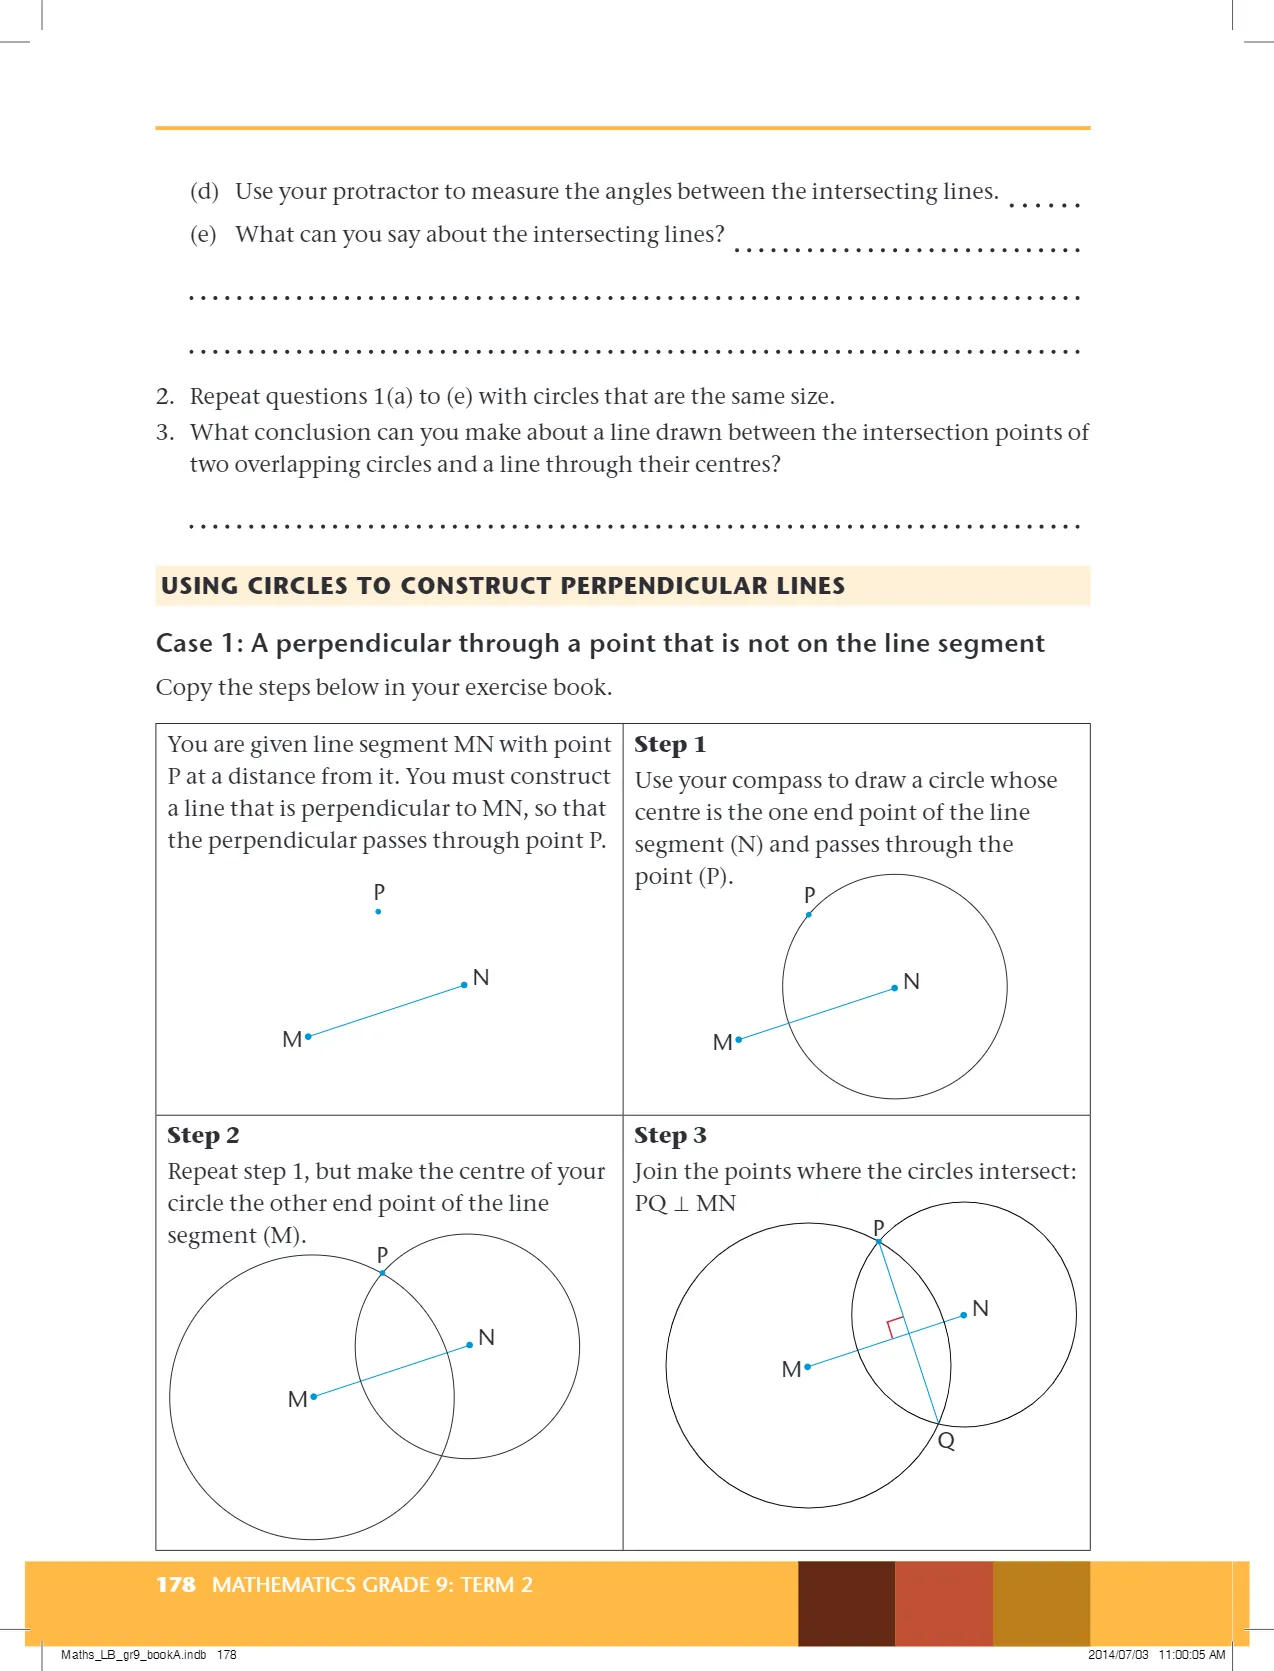 (d) Use your protractor to measure the angles between the intersecting lines. ......
(e) What can you say about the intersecting lines? .............................
...........................................................................
...........................................................................
2. Repeat questions 1(a) to (e) with circles that are the same size.
3. What conclusion can you make about a line drawn between the intersection points of
two overlapping circles and a line through their centres?
...........................................................................
USING CIRCLES TO CONSTRUCT PERPENDICULAR LINES
Case 1: A perpendicular through a point that is not on the line segment
Copy the steps below in your exercise book.
You are given line segment MN with point
P at a distance from it. You must construct
a line that is perpendicular to MN, so that
the perpendicular passes through point P.
P
N
M
Step 1
Use your compass to draw a circle whose
centre is the one end point of the line
segment (N) and passes through the
point (P).
P
N
M
Step 2
Repeat step 1, but make the centre of your
circle the other end point of the line
segment (M).
P
N
M
Step 3
Join the points where the circles intersect:
PQ ⊥ MN
P
N
M
Q
178 MATHEMATICS GRADE 9: TERM 2
Maths_LB_gr9_bookA.indb 178
2014/07/03 11:00:05 AM